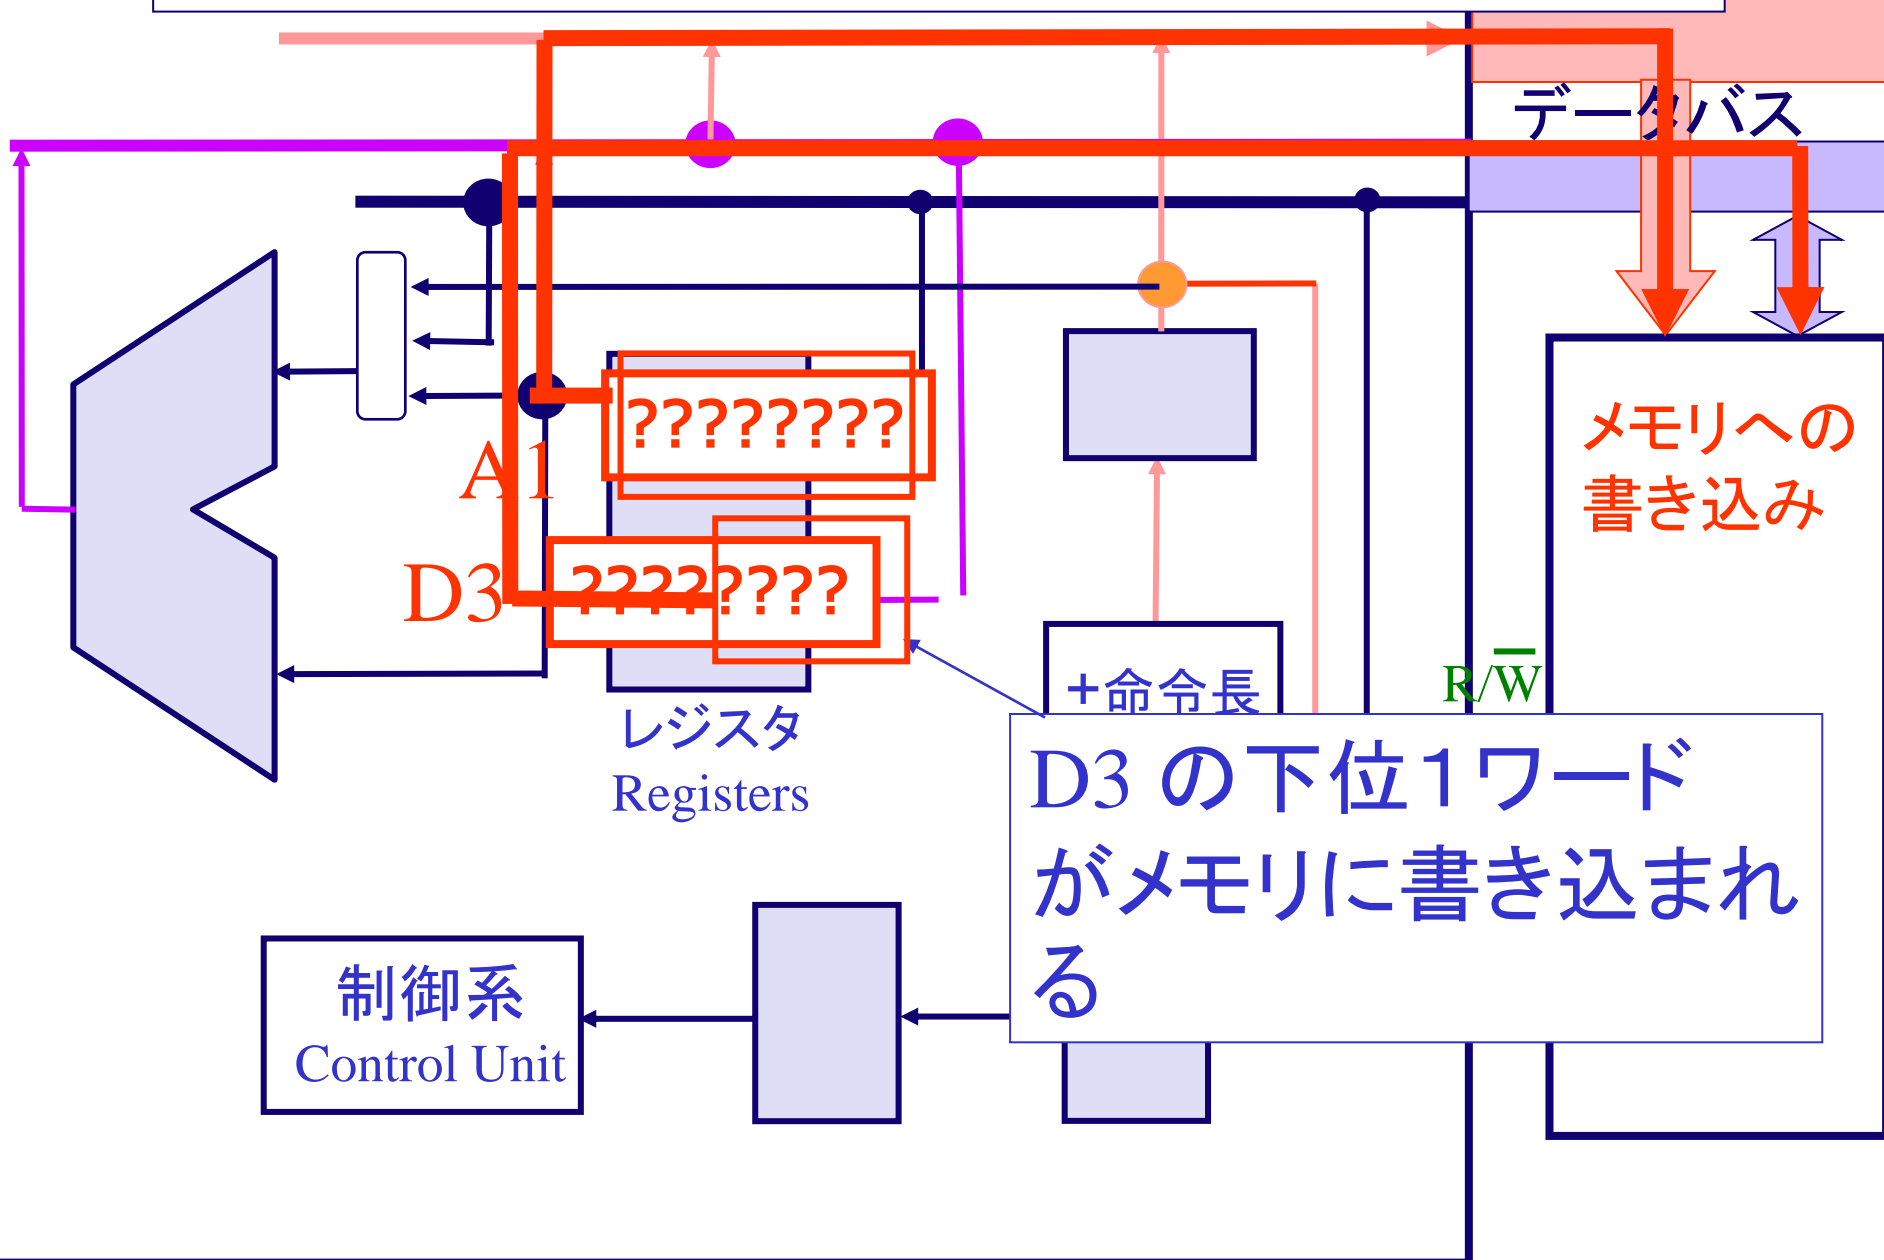 データバス
????????
A1
メモリへの
書き込み
????????
D3
+命令長
R/W
レジスタ
Registers
D3 の下位1ワード
がメモリに書き込まれ
る
制御系
Control Unit